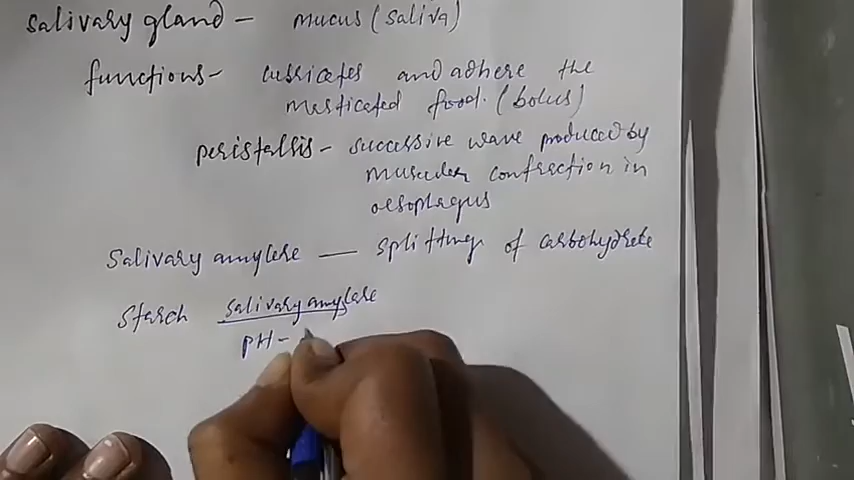 Salivary gland - mucus (saliva)
functions - lubricates and adhere the
masticated food. (bolus)
peristalsis - successive wave produced by
muscular contraction in
oesophagus
Salivary amylase — splitting of carbohydrate
Starch salivary amylase
PH -